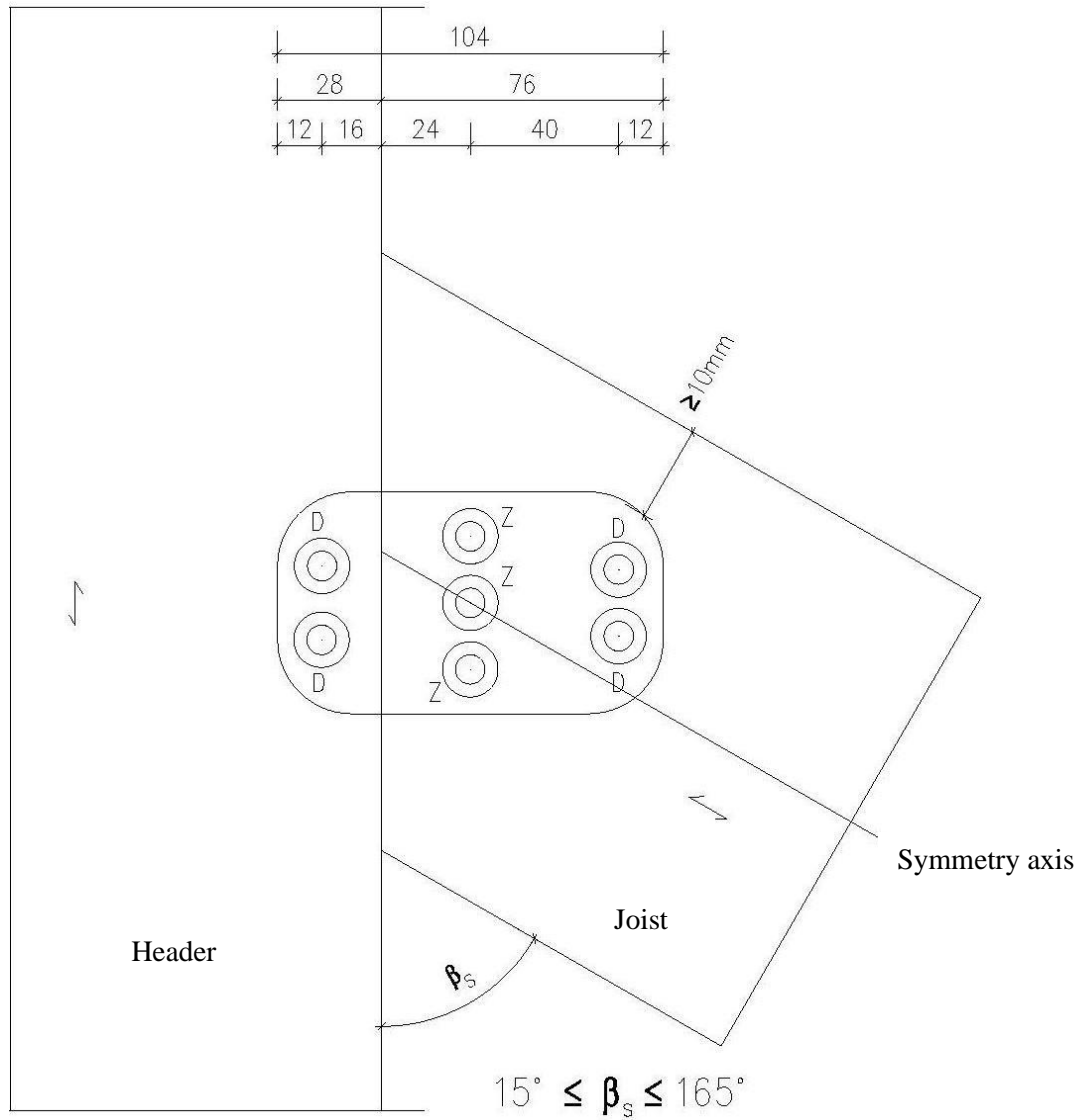 104
28 76
12 16 24 40 12
≥10mm
D Z D
Z
D Z D
Symmetry axis
Joist
Header
βs
15° ≤ βs ≤ 165°